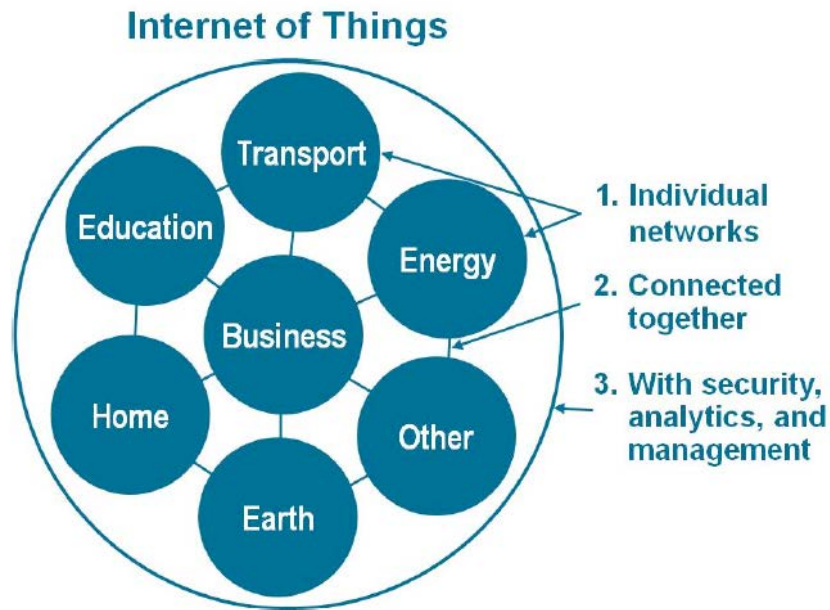 Internet of Things
Transport
Education
Energy
Business
Home
Other
Earth
1. Individual
networks
2. Connected
together
3. With security,
analytics, and
management